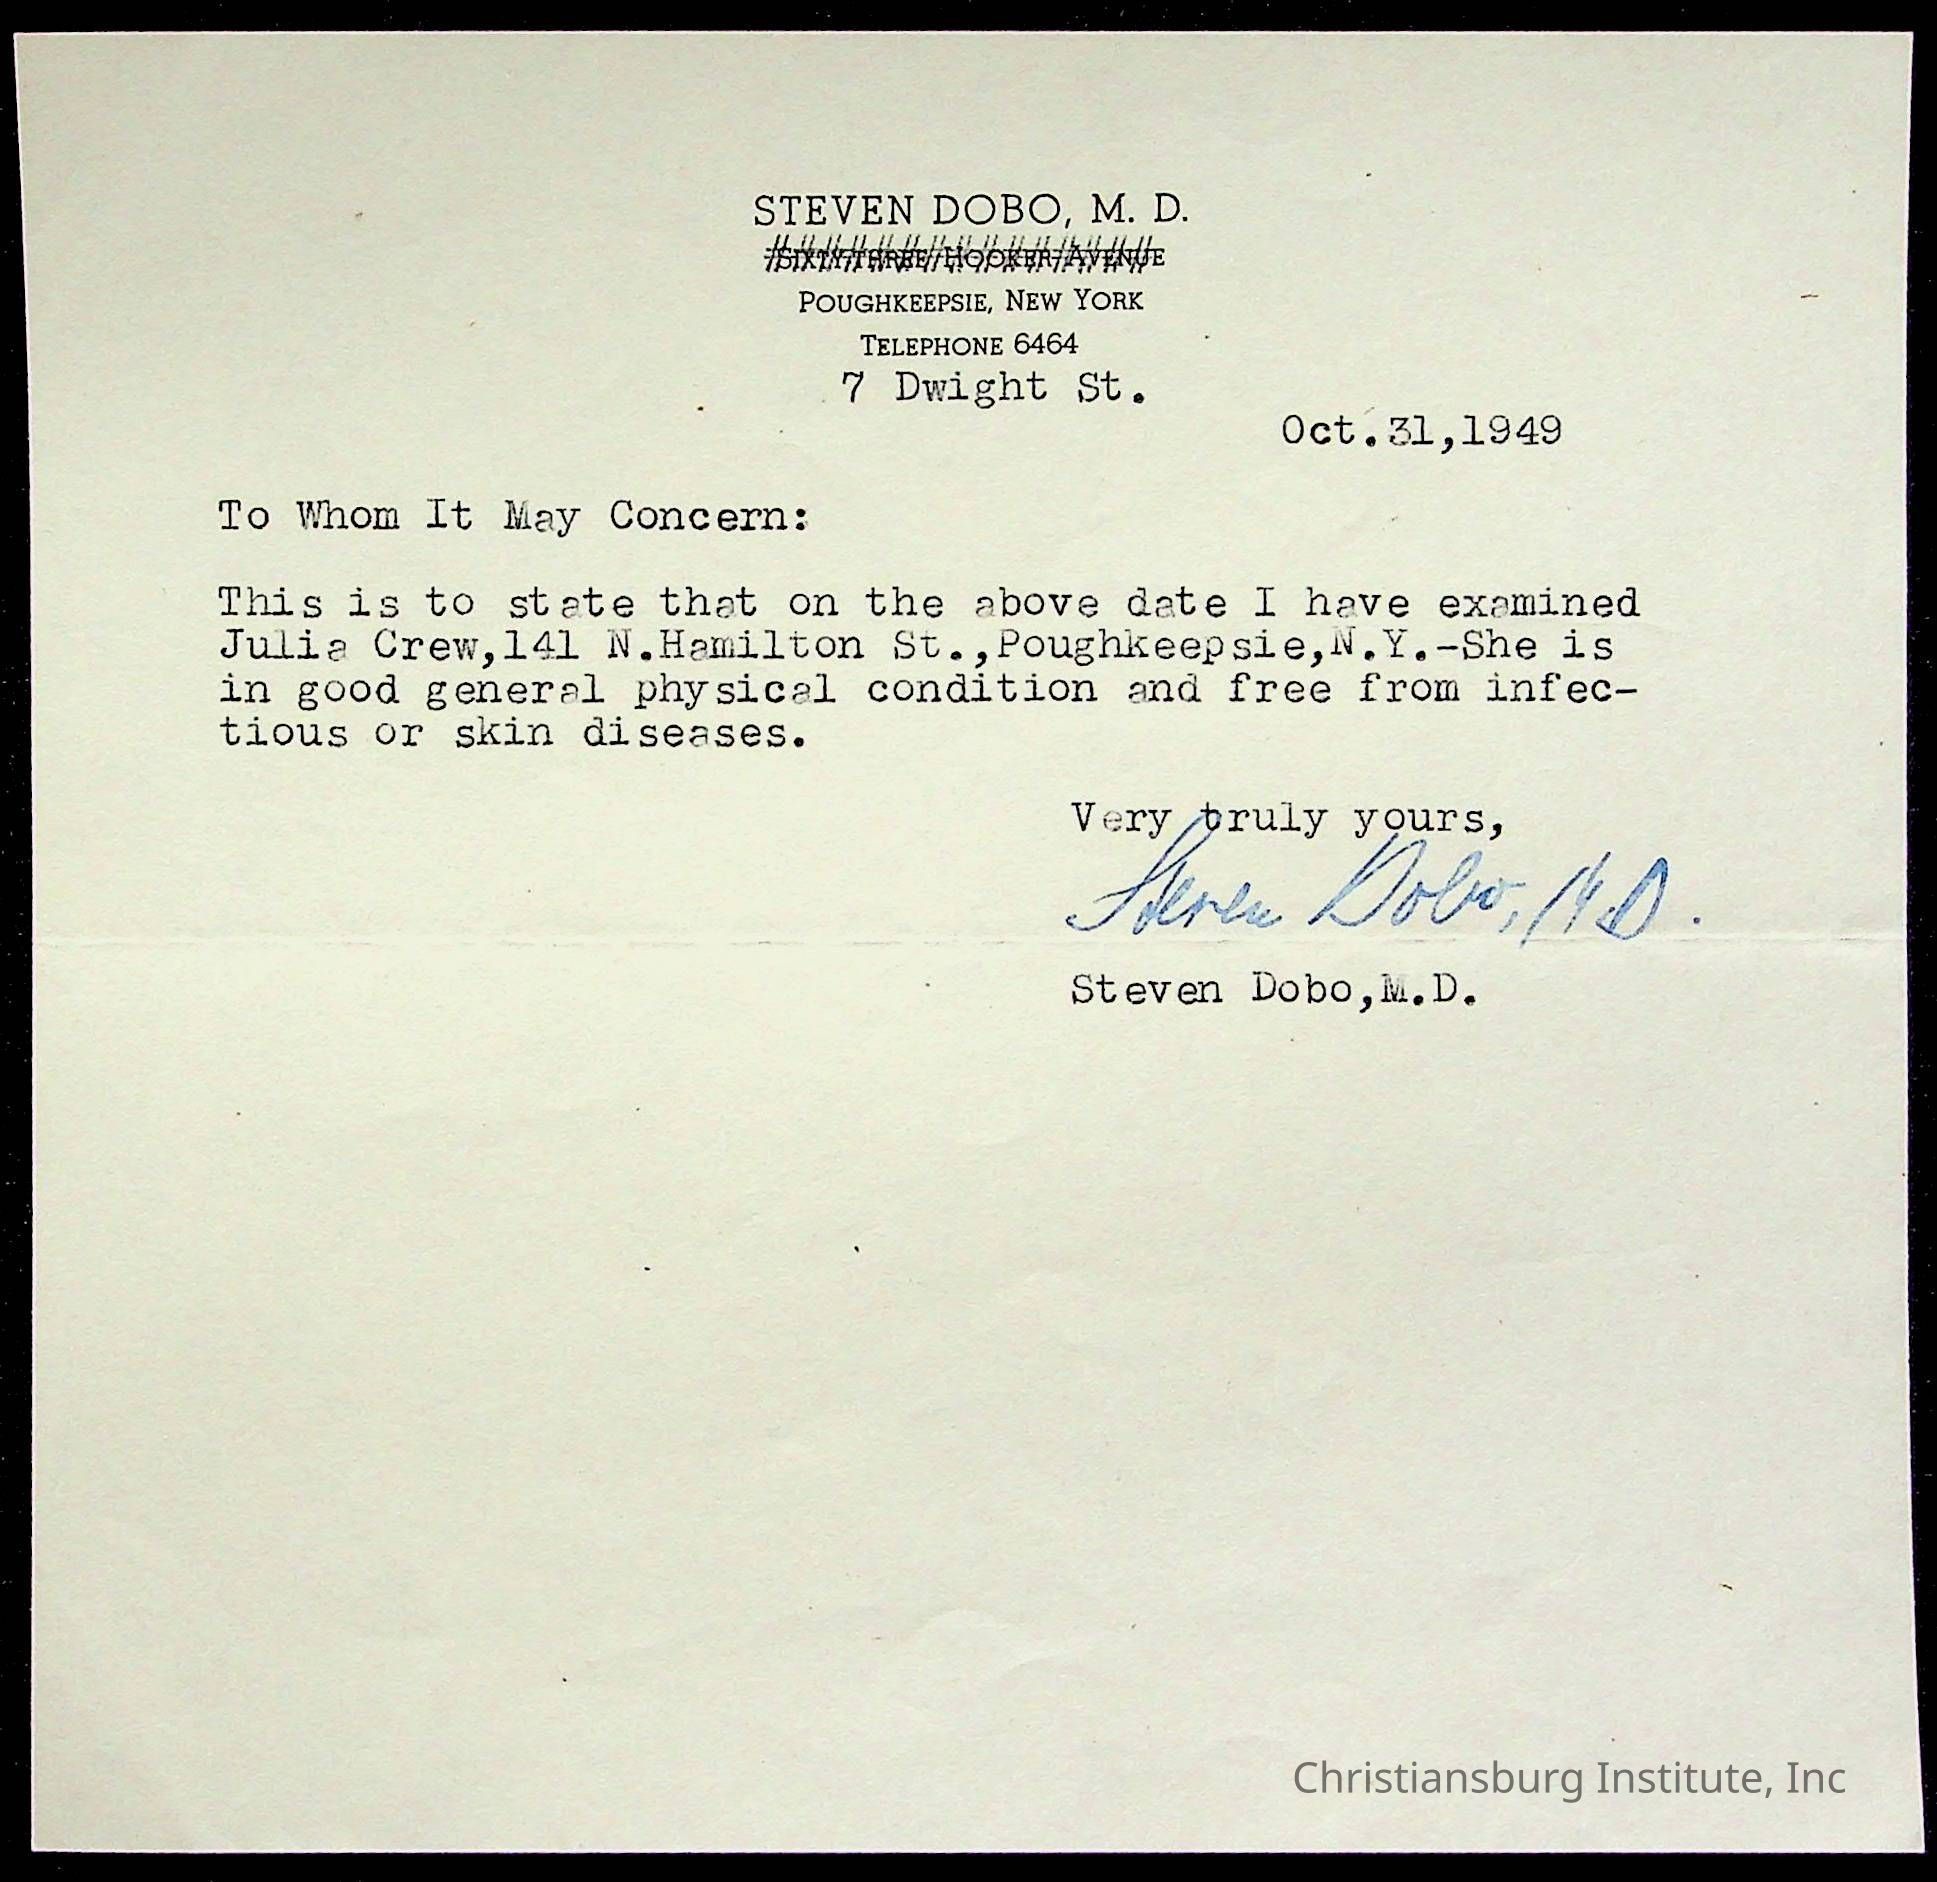 STEVEN DOBO, M. D.
SIXTY-THREE HOOKER AVENUE
POUGHKEEPSIE, NEW YORK
TELEPHONE 6464
7 Dwight St.
Oct.31,1949
To Whom It May Concern:
This is to state that on the above date I have examined
Julia Crew,141 N.Hamilton St.,Poughkeepsie,N.Y.-She is
in good general physical condition and free from infec-
tious or skin diseases.
Very truly yours,
Steven Dobo, M.D.
Steven Dobo,M.D.
Christiansburg Institute, Inc